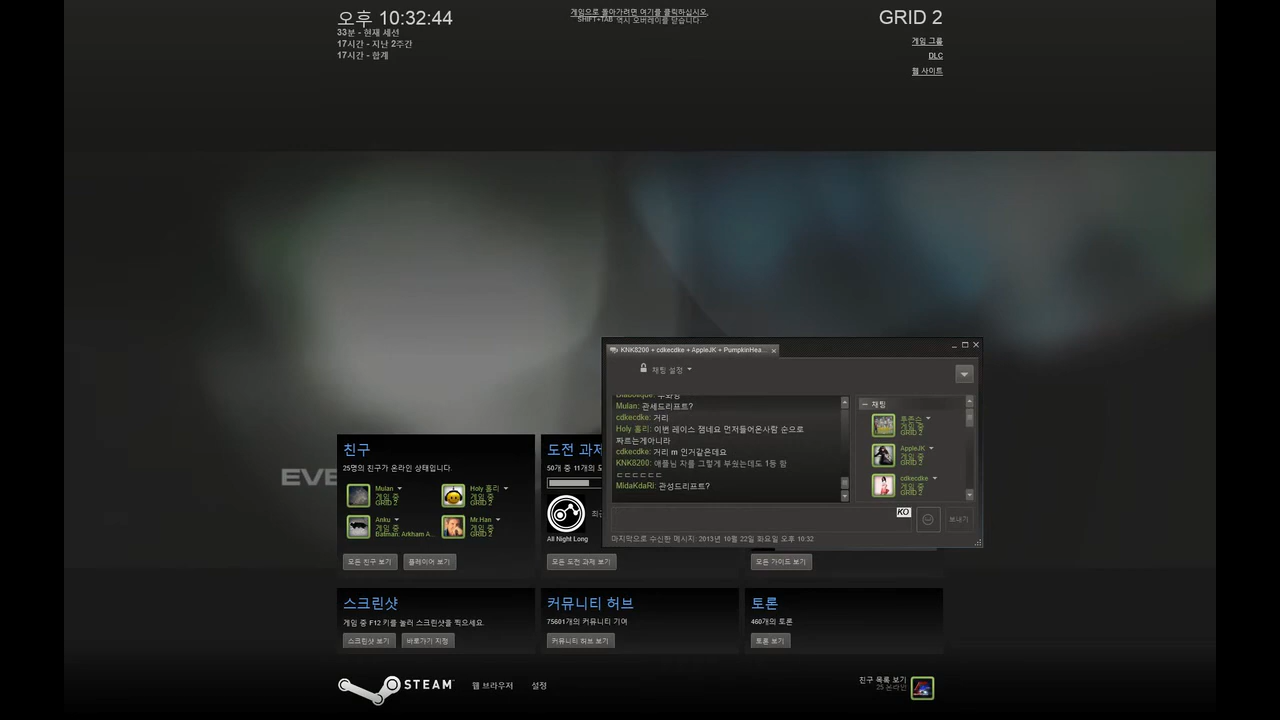 오후 10:32:44
33분 - 현재 세션
17시간 - 지난 2주간
17시간 - 합계
게임으로 돌아가려면 여기를 클릭하십시오.
SHIFT+TAB 역시 오버레이를 닫습니다.
GRID 2
게임 그룹
DLC
웹 사이트
EVE
친구
25명의 친구가 온라인 상태입니다.
Mulan
게임 중
GRID 2
Holy 홀리
게임 중
GRID 2
Anku
게임 중
Batman: Arkham A...
Mr.Han
게임 중
GRID 2
모든 친구 보기
플레이어 보기
도전 과제
50개 중 11개의 도
All Night Long
모든 도전 과제 보기
모든 가이드 보기
KNK8200 + cdkecdke + AppleJK + PumpkinHea...
채팅 설정
Mulan: 관세드리프트?
cdkecdke: 거리
Holy 홀리: 이번 레이스 잼네요 먼저들어온사람 순으로
짜르는게아니라
cdkecdke: 거리 m 인거같은데요
KNK8200: 애플님 차를 그렇게 부쉈는데도 1등 함
ㄷㄷㄷㄷㄷㄷ
MidaKdaRi: 관성드리프트?
채팅
게임 중
GRID 2
AppleJK
게임 중
GRID 2
cdkecdke
게임 중
GRID 2
KO
보내기
마지막으로 수신한 메시지: 2013년 10월 22일 화요일 오후 10:32
스크린샷
게임 중 F12 키를 눌러 스크린샷을 찍으세요.
스크린샷 보기
바로가기 지정
커뮤니티 허브
75601개의 커뮤니티 기여
커뮤니티 허브 보기
토론
460개의 토론
토론 보기
STEAM
웹 브라우저
설정
친구 목록 보기
25 온라인